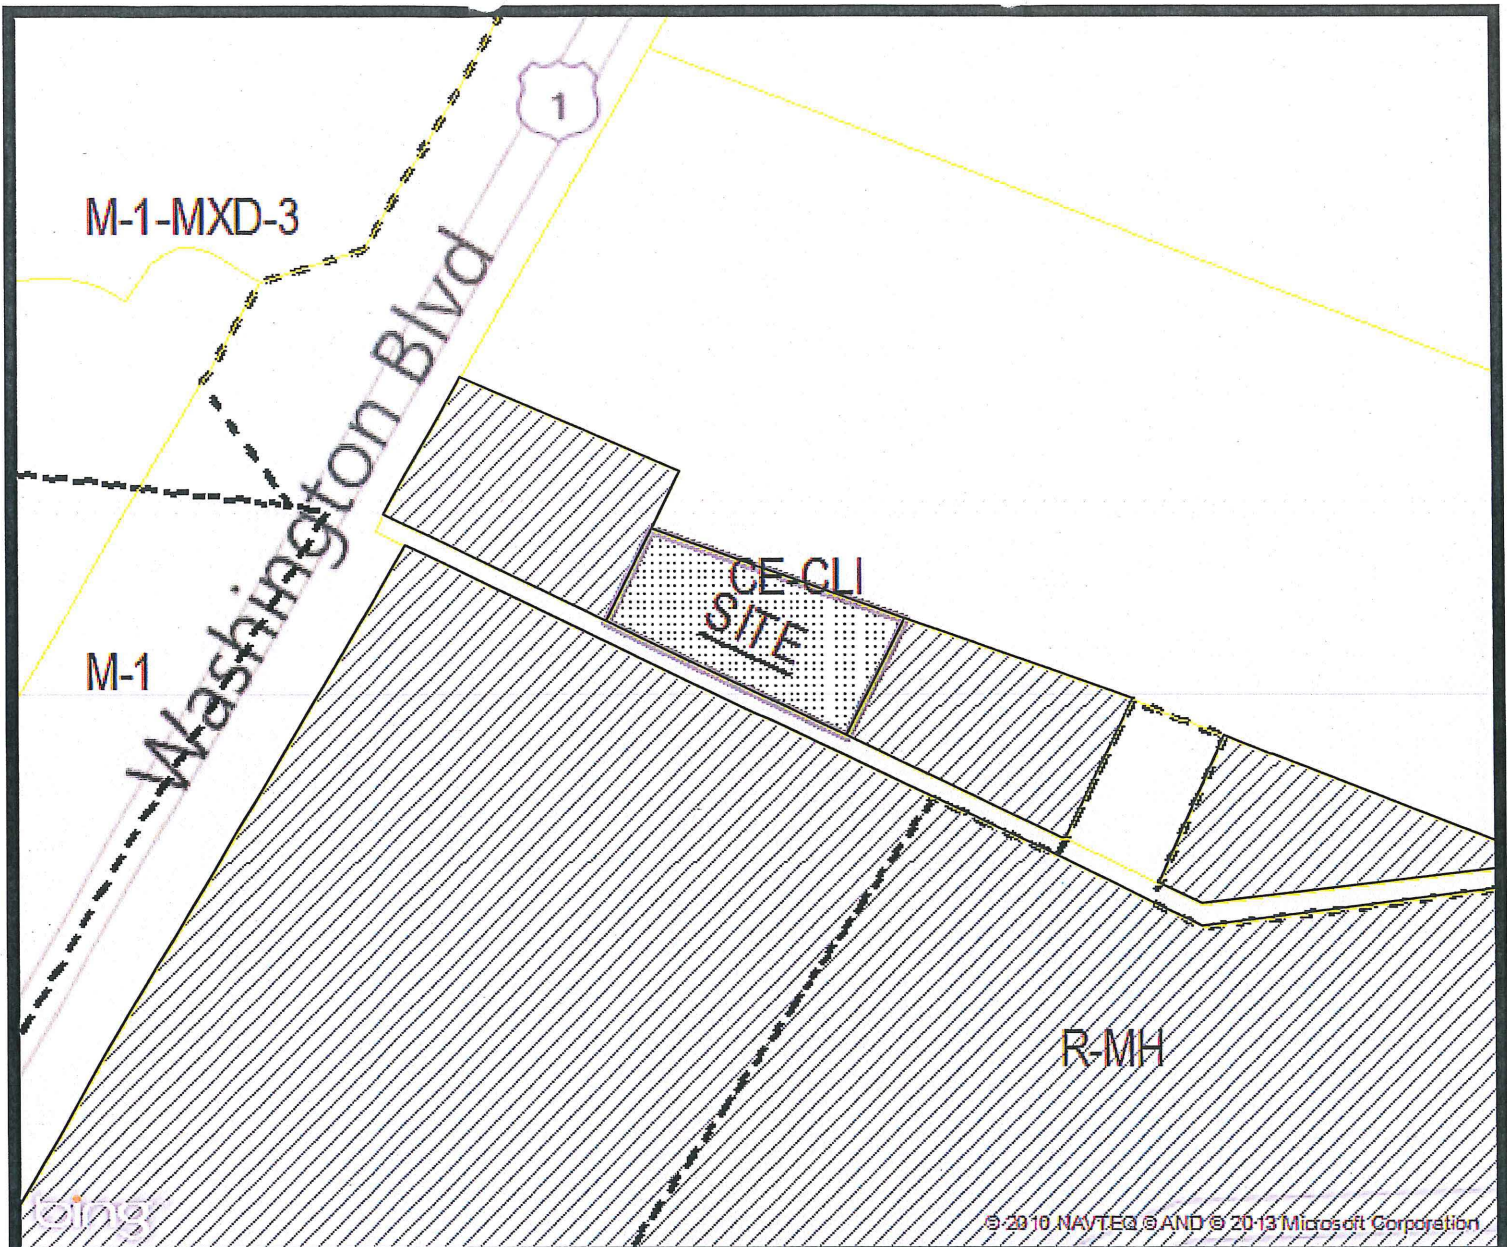 1
M-1-MXD-3
Washington Blvd
CE-CLI
SITE
M-1
R-MH
bing
© 2010 NAVTEQ © AND © 2013 Microsoft Corporation